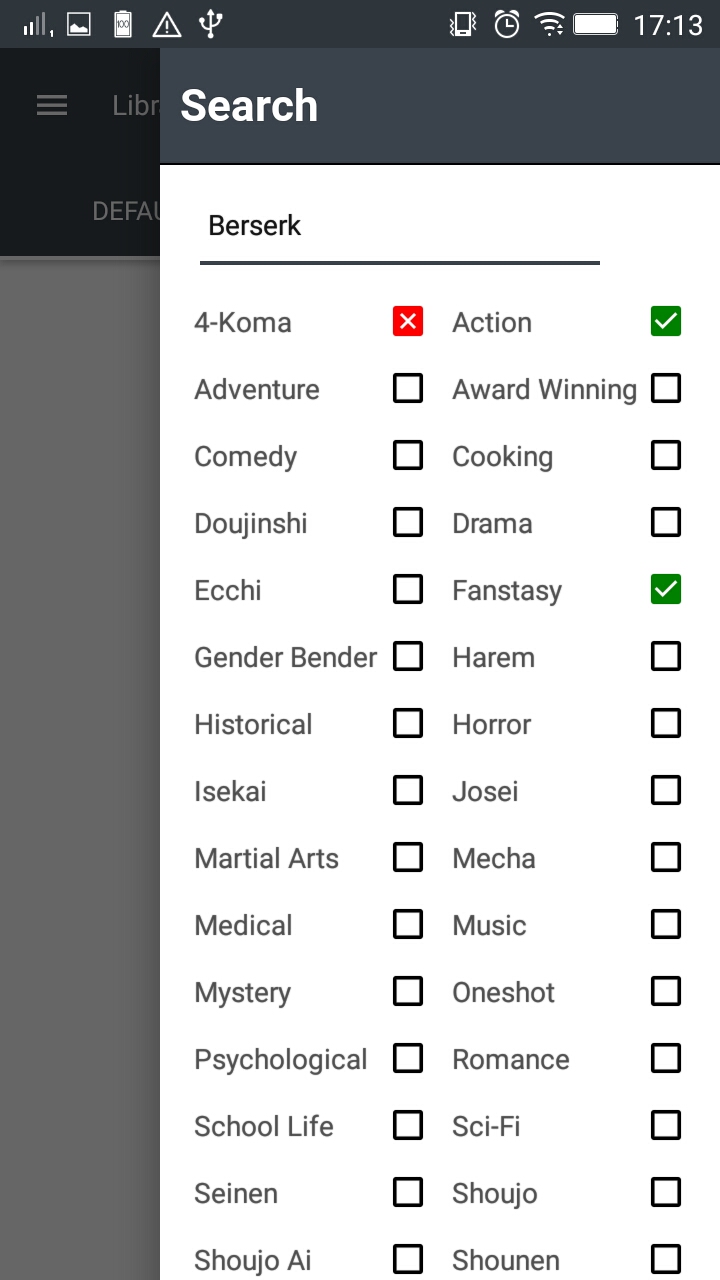 17:13
Libr
Search
DEFAU
Berserk
4-Koma Action
Adventure Award Winning
Comedy Cooking
Doujinshi Drama
Ecchi Fanstasy
Gender Bender Harem
Historical Horror
Isekai Josei
Martial Arts Mecha
Medical Music
Mystery Oneshot
Psychological Romance
School Life Sci-Fi
Seinen Shoujo
Shoujo Ai Shounen